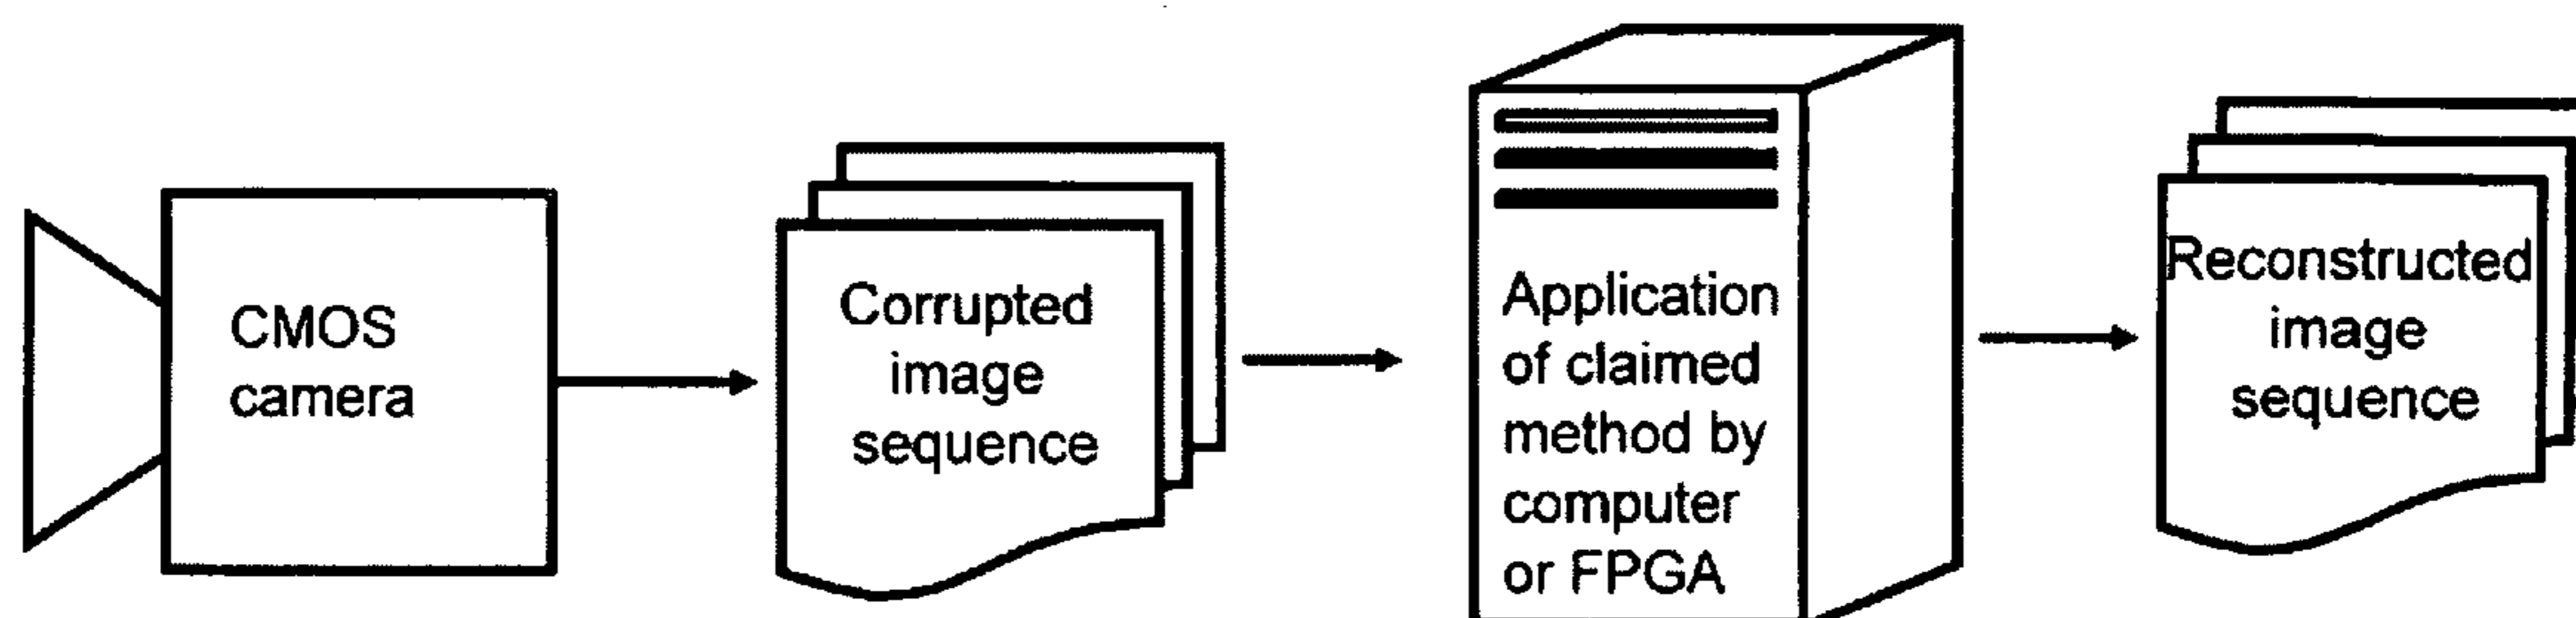 CMOS
camera
Corrupted
image
sequence
Application
of claimed
method by
computer
or FPGA
Reconstructed
image
sequence